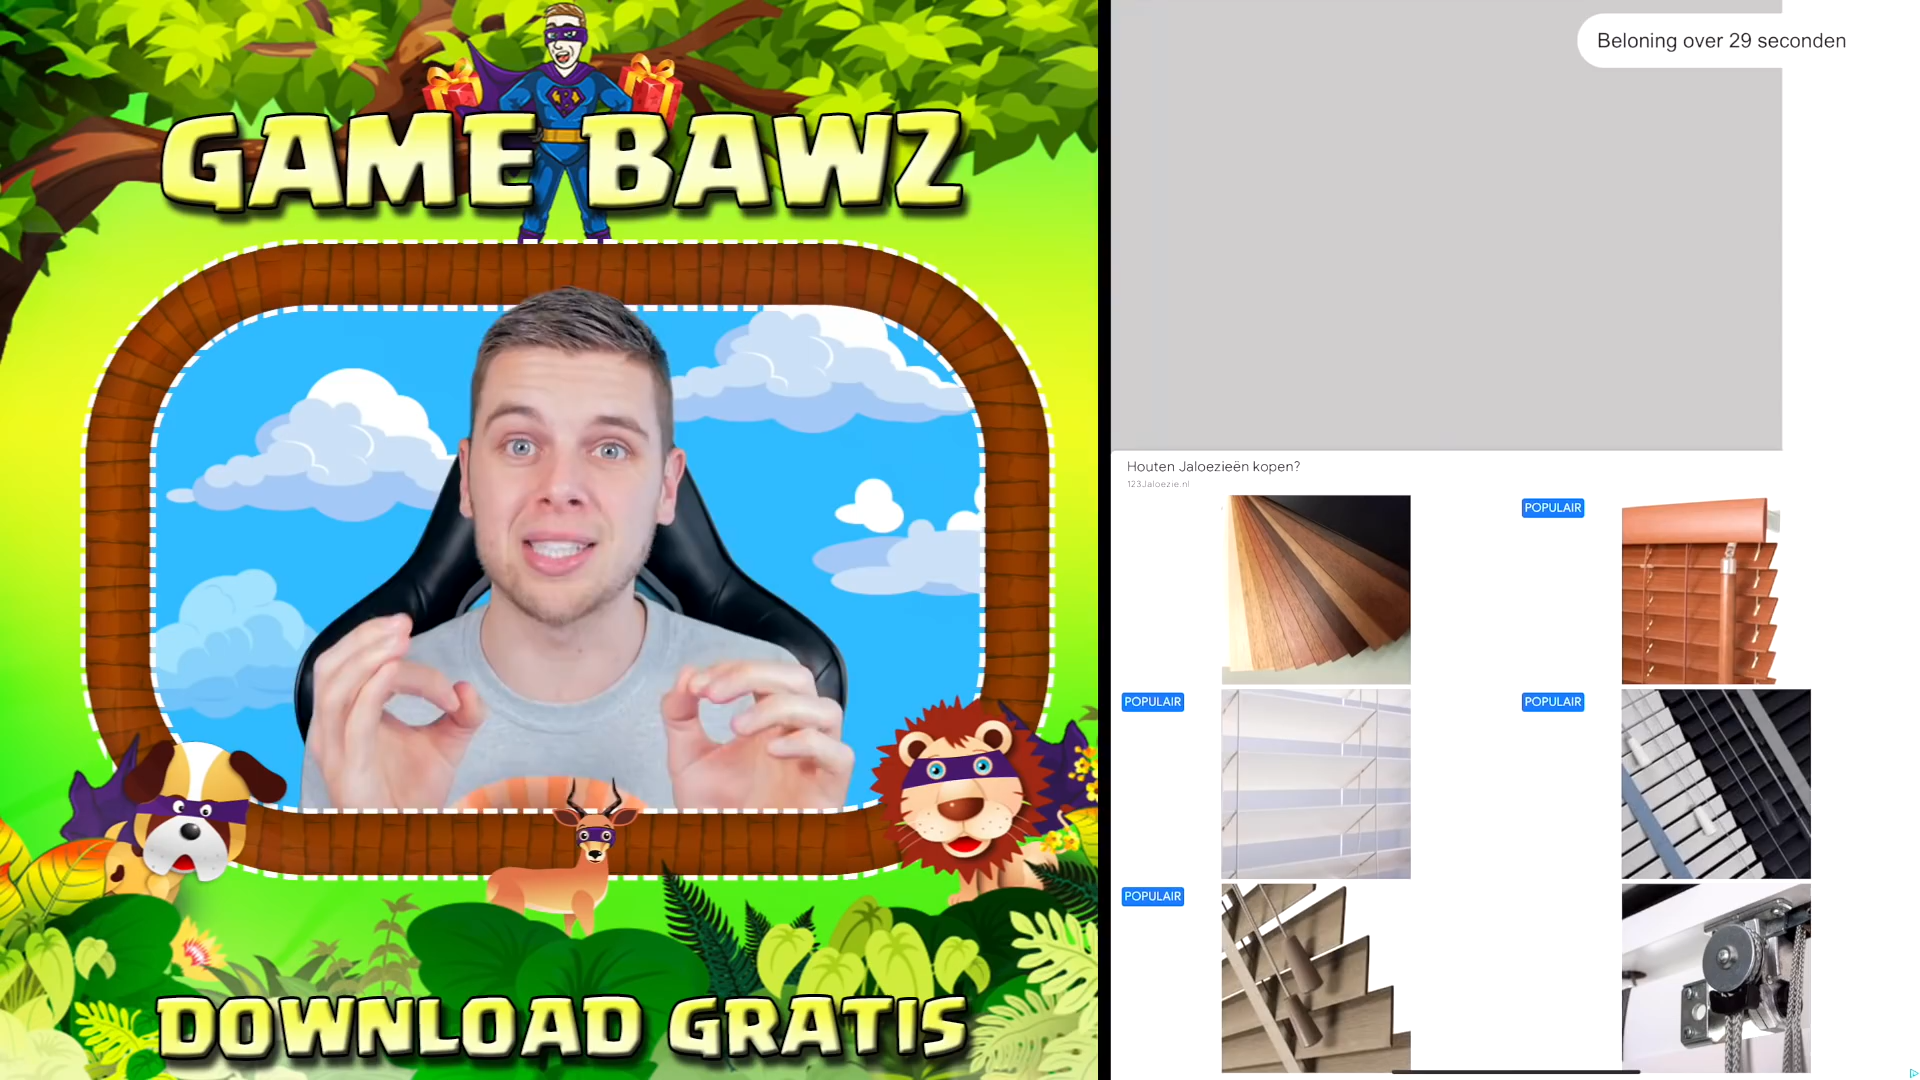 GAME BAWZ
DOWNLOAD GRATIS
Beloning over 29 seconden
Houten Jaloezieën kopen?
123Jaloezie.nl
POPULAIR
POPULAIR
POPULAIR
POPULAIR